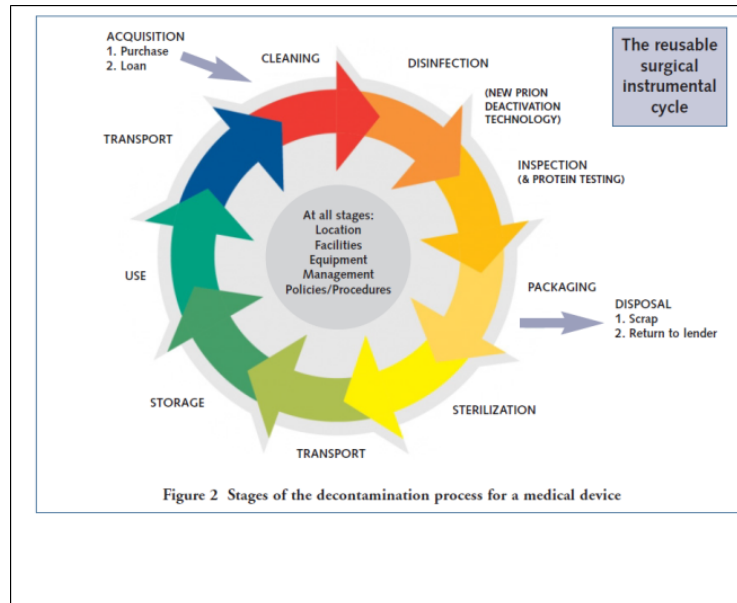 ACQUISITION
1. Purchase
2. Loan
CLEANING
DISINFECTION
The reusable
surgical
instrumental
cycle
(NEW PRION
DEACTIVATION
TECHNOLOGY)
TRANSPORT
INSPECTION
(& PROTEIN TESTING)
At all stages:
Location
Facilities
Equipment
Management
Policies/Procedures
USE
PACKAGING
DISPOSAL
1. Scrap
2. Return to lender
STORAGE
STERILIZATION
TRANSPORT
Figure 2 Stages of the decontamination process for a medical device